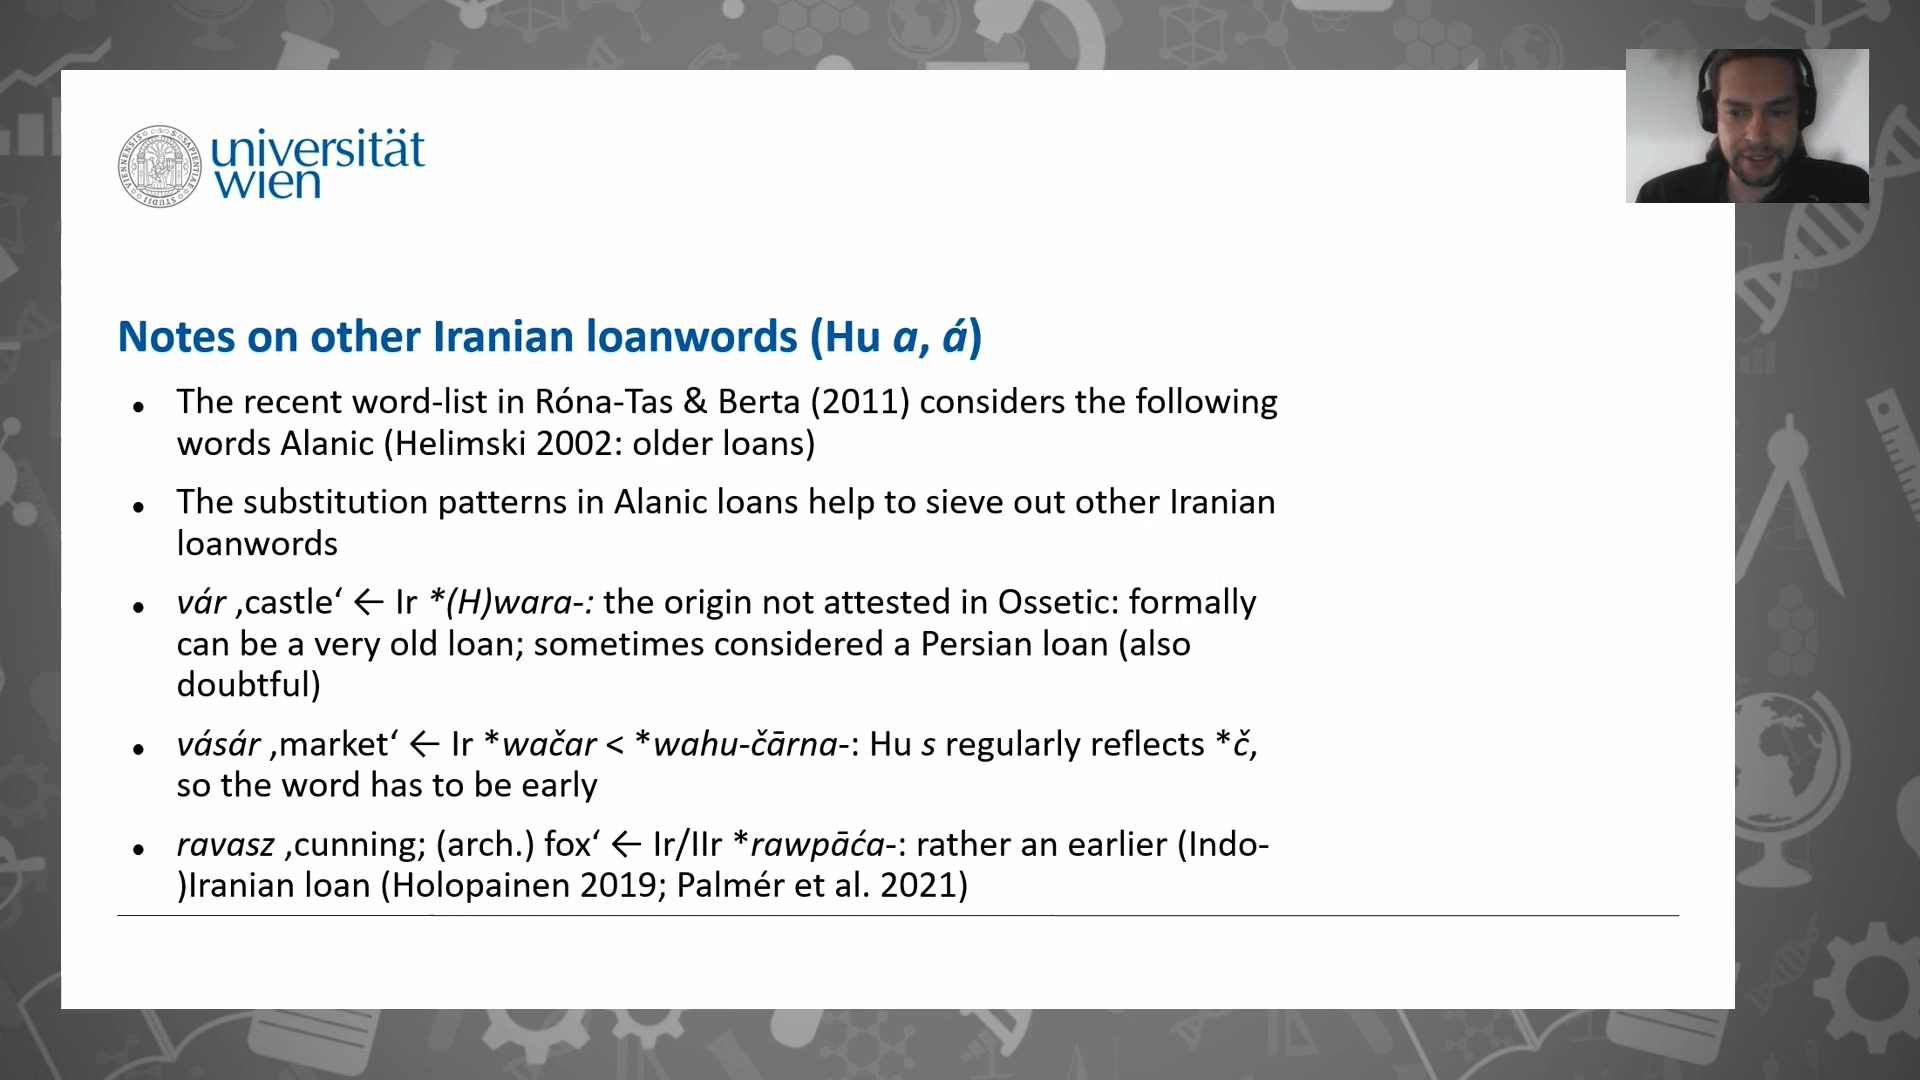 universität
wien
Notes on other Iranian loanwords (Hu a, á)
● The recent word-list in Róna-Tas & Berta (2011) considers the following
words Alanic (Helimski 2002: older loans)
● The substitution patterns in Alanic loans help to sieve out other Iranian
loanwords
● vár ‚castle‘ ← Ir *(H)wara-: the origin not attested in Ossetic: formally
can be a very old loan; sometimes considered a Persian loan (also
doubtful)
● vásár ‚market‘ ← Ir *wačar < *wahu-čārna-: Hu s regularly reflects *č,
so the word has to be early
● ravasz ‚cunning; (arch.) fox‘ ← Ir/IIr *rawpāća-: rather an earlier (Indo-
)Iranian loan (Holopainen 2019; Palmér et al. 2021)